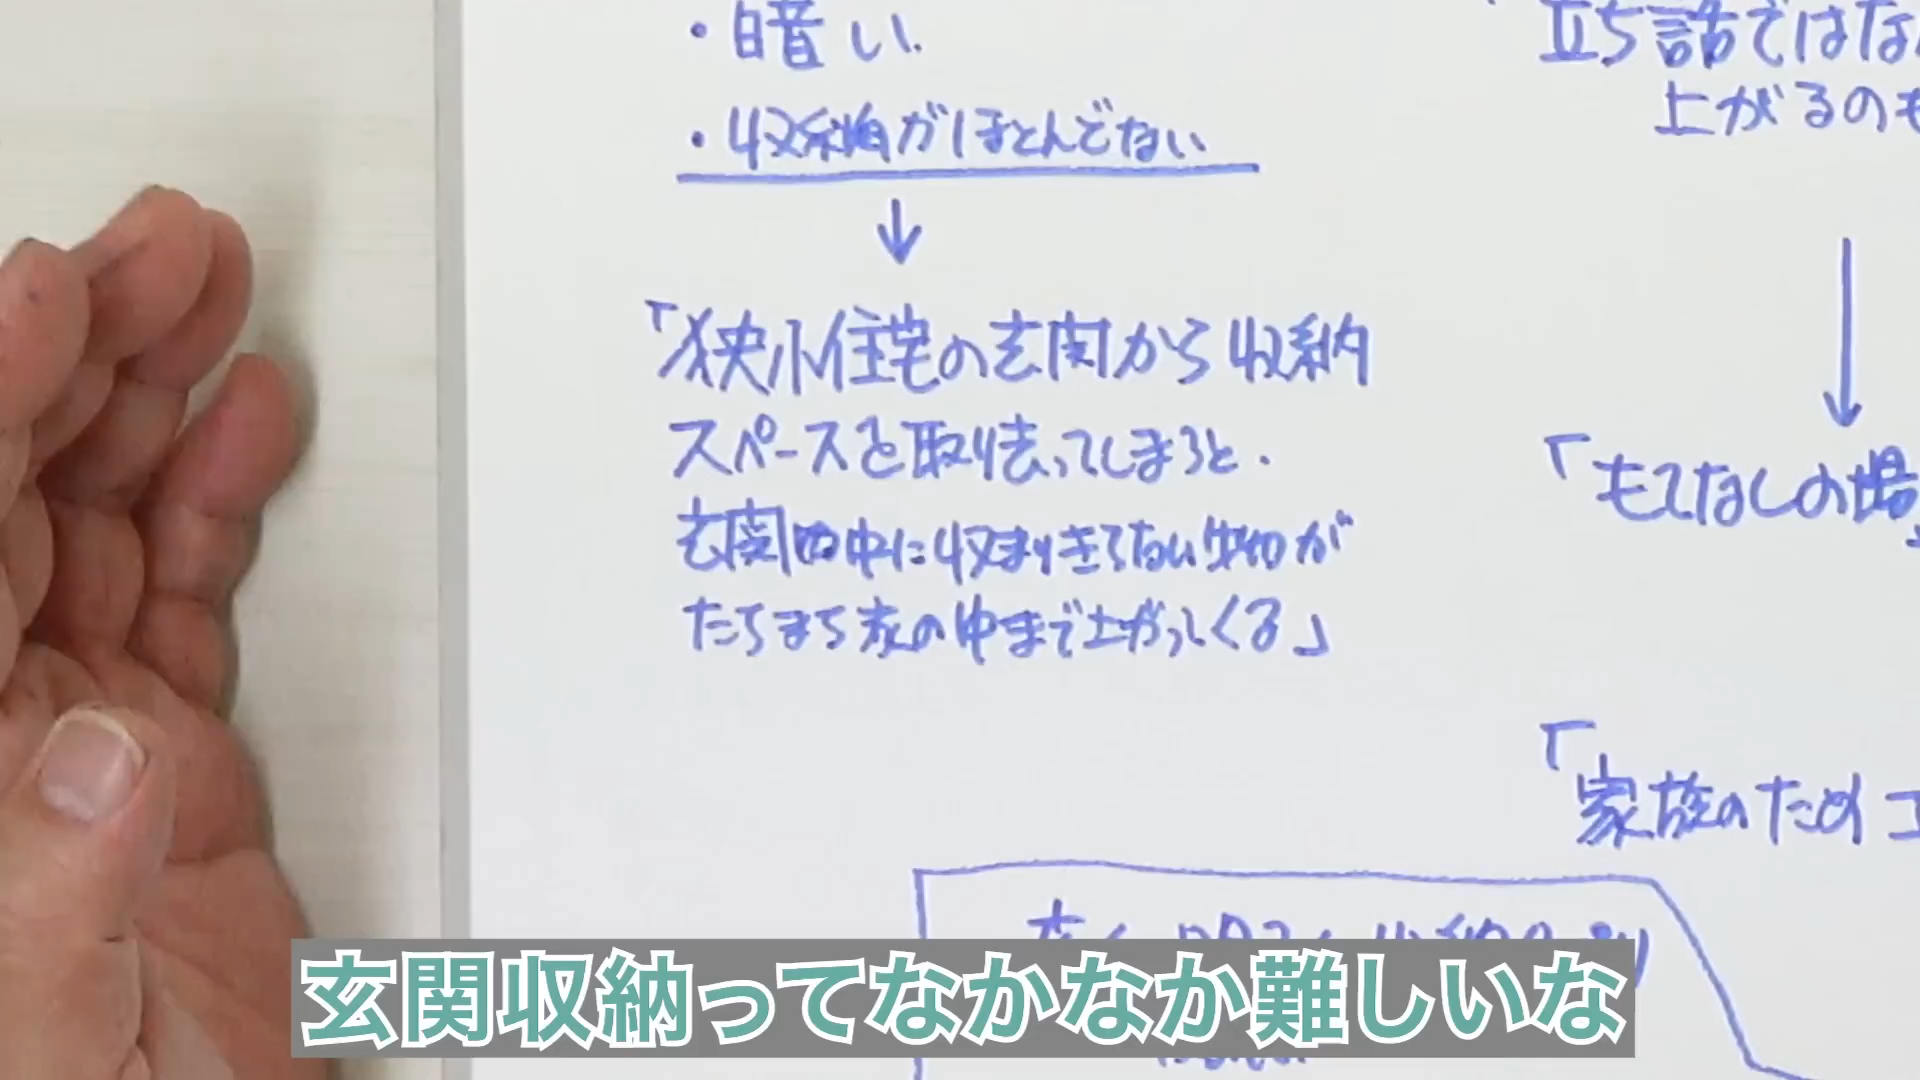 ・暗い
・収納がほとんどない
「狭小住宅の玄関から収納
スペースを取り去ってしまうと、
玄関の中に収まりきらない物が
たちまち家の中まで上がってくる」
立ち話ではな
上がるのも
「もてなしの場」
「家族のため
玄関収納ってなかなか難しいな